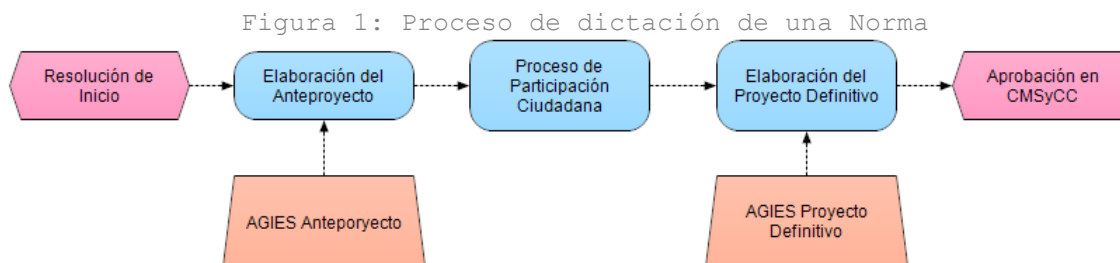 Figura 1: Proceso de dictación de una Norma
Resolución de
Inicio
Elaboración del
Anteproyecto
Proceso de
Participación
Ciudadana
Elaboración del
Proyecto Definitivo
Aprobación en
CMSyCC
AGIES Anteporyecto
AGIES Proyecto
Definitivo